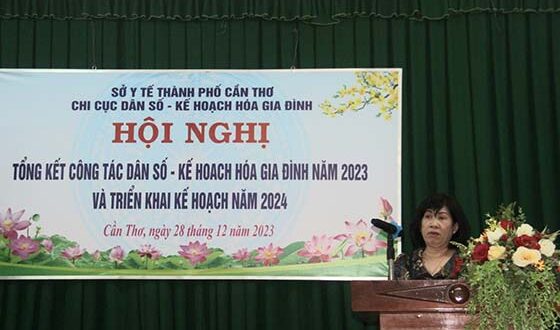 SỞ Y TẾ THÀNH PHỐ CẦN THƠ
CHI CỤC DÂN SỐ - KẾ HOẠCH HÓA GIA ĐÌNH
HỘI NGHỊ
TỔNG KẾT CÔNG TÁC DÂN SỐ - KẾ HOẠCH HÓA GIA ĐÌNH NĂM 2023
VÀ TRIỂN KHAI KẾ HOẠCH NĂM 2024
Cần Thơ, ngày 28 tháng 12 năm 2023